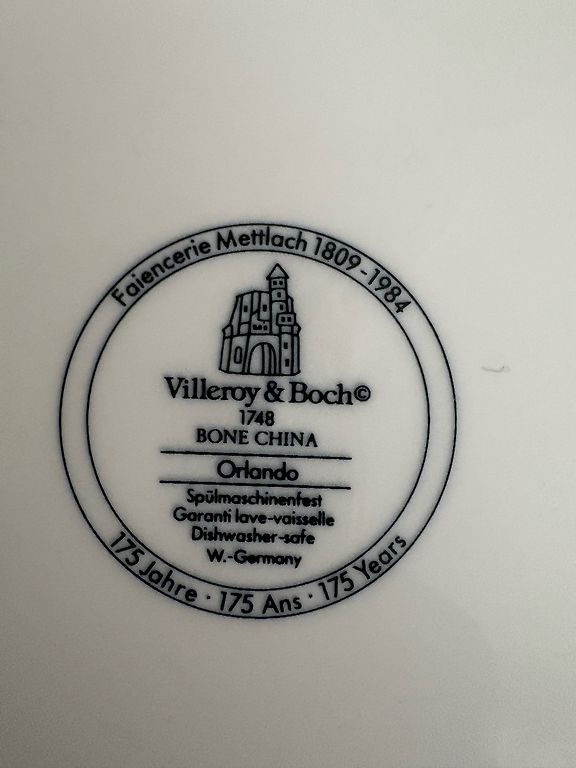 Faiencerie Mettlach 1809-1984
Villeroy & Boch©
1748
BONE CHINA
Orlando
Spülmaschinenfest
Garanti lave-vaisselle
Dishwasher-safe
W.-Germany
175 Jahre · 175 Ans · 175 Years